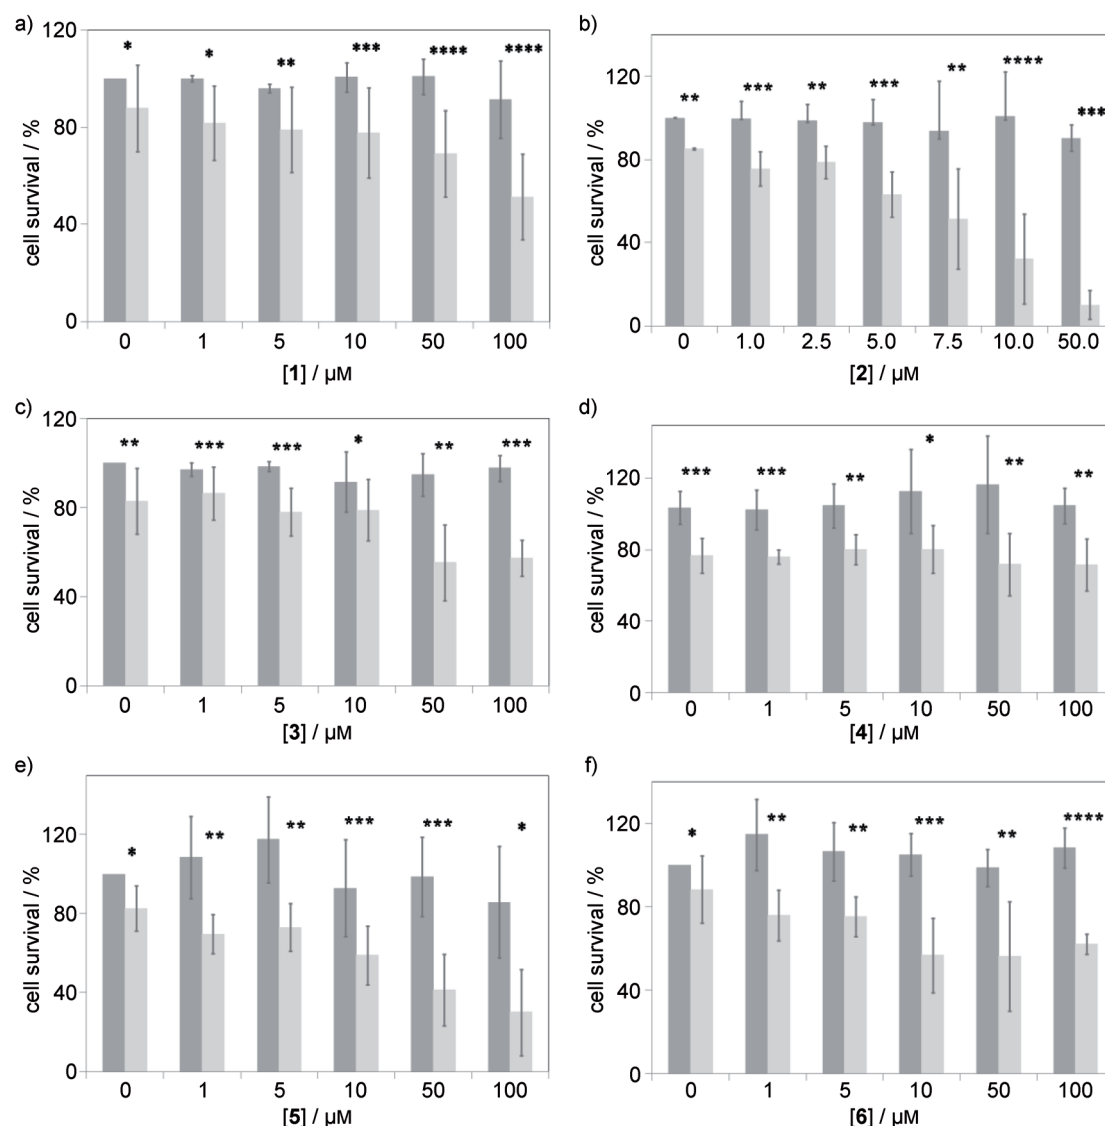 a)
120
80
40
0
cell survival / %
* * ** *** **** ****
0 1 5 10 50 100
[1] / µM
b)
120
80
40
0
cell survival / %
** *** ** *** ** **** ***
0 1.0 2.5 5.0 7.5 10.0 50.0
[2] / µM
c)
120
80
40
0
cell survival / %
** *** *** * ** ***
0 1 5 10 50 100
[3] / µM
d)
120
80
40
0
cell survival / %
*** *** ** * ** **
0 1 5 10 50 100
[4] / µM
e)
120
80
40
0
cell survival / %
* ** ** *** *** *
0 1 5 10 50 100
[5] / µM
f)
120
80
40
0
cell survival / %
* ** ** *** ** ****
0 1 5 10 50 100
[6] / µM